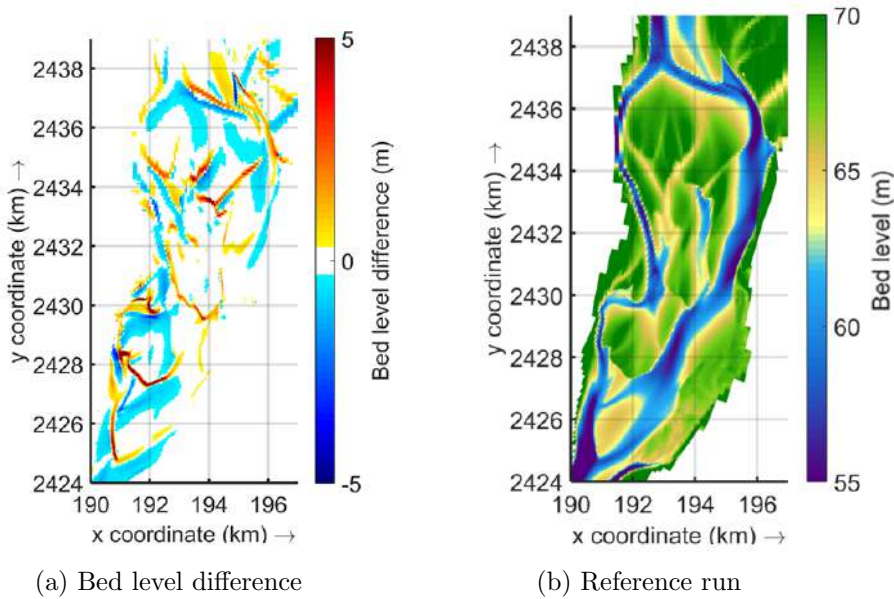 2438
2436
2434
2432
2430
2428
2426
2424
190 192 194 196
x coordinate (km) →
y coordinate (km) →
5
0
-5
Bed level difference (m)
(a) Bed level difference
2438
2436
2434
2432
2430
2428
2426
2424
190 192 194 196
x coordinate (km) →
y coordinate (km) →
70
65
60
55
Bed level (m)
(b) Reference run